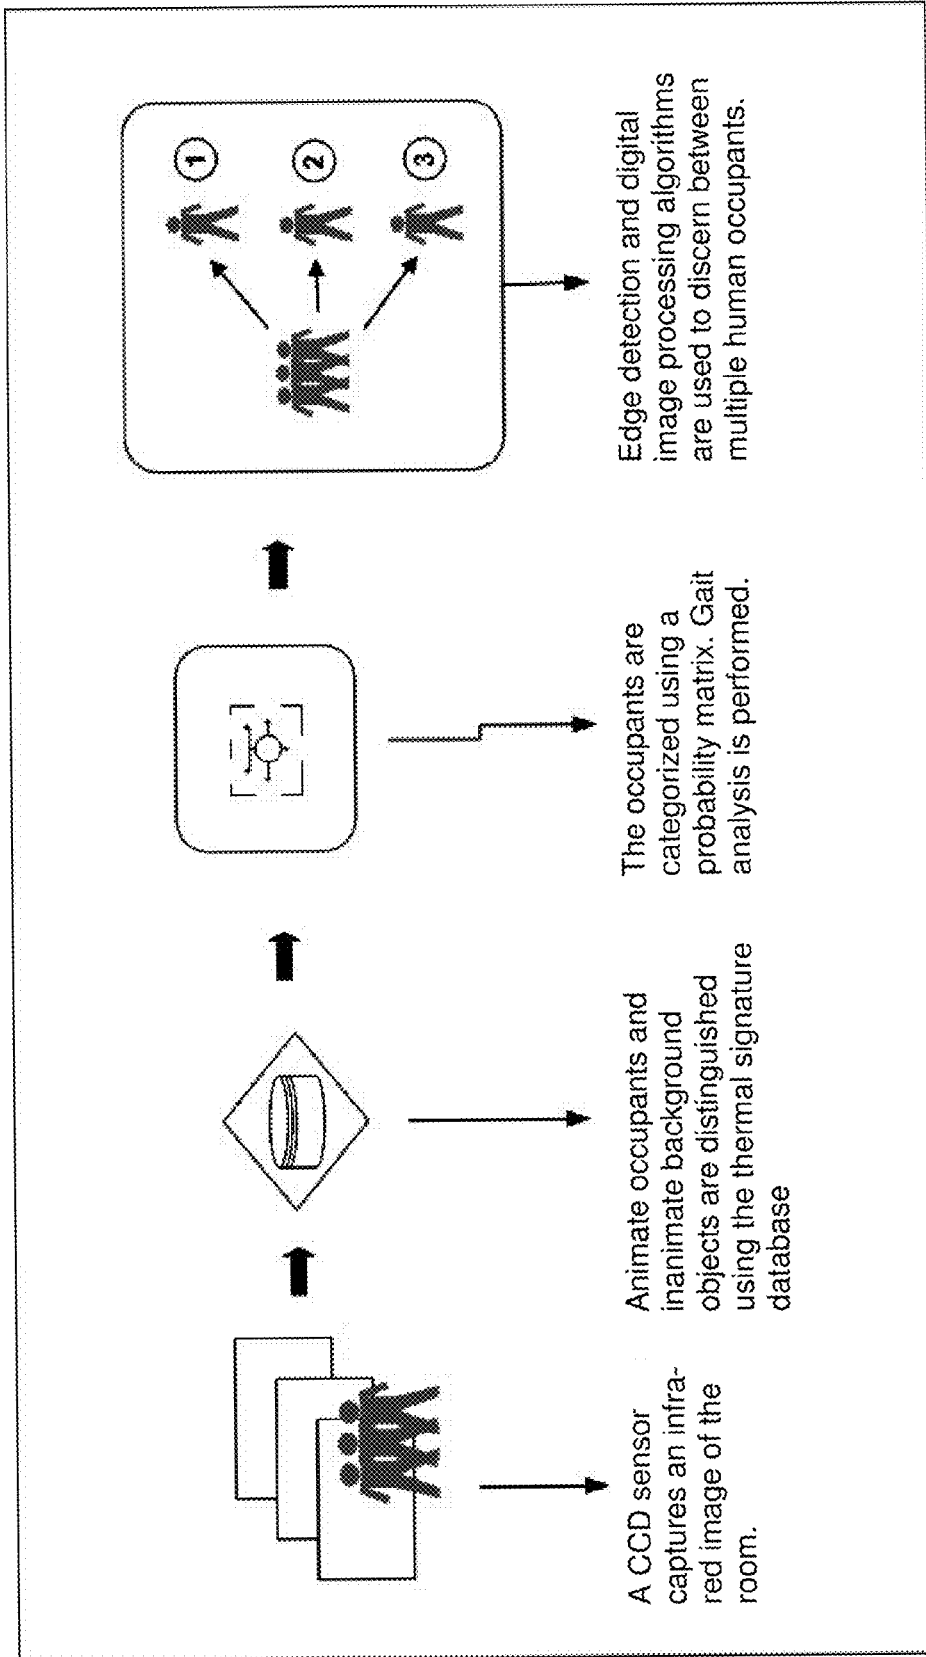 1
2
3
A CCD sensor
captures an infra-
red image of the
room.
Animate occupants and
inanimate background
objects are distinguished
using the thermal signature
database
The occupants are
categorized using a
probability matrix. Gait
analysis is performed.
Edge detection and digital
image processing algorithms
are used to discern between
multiple human occupants.